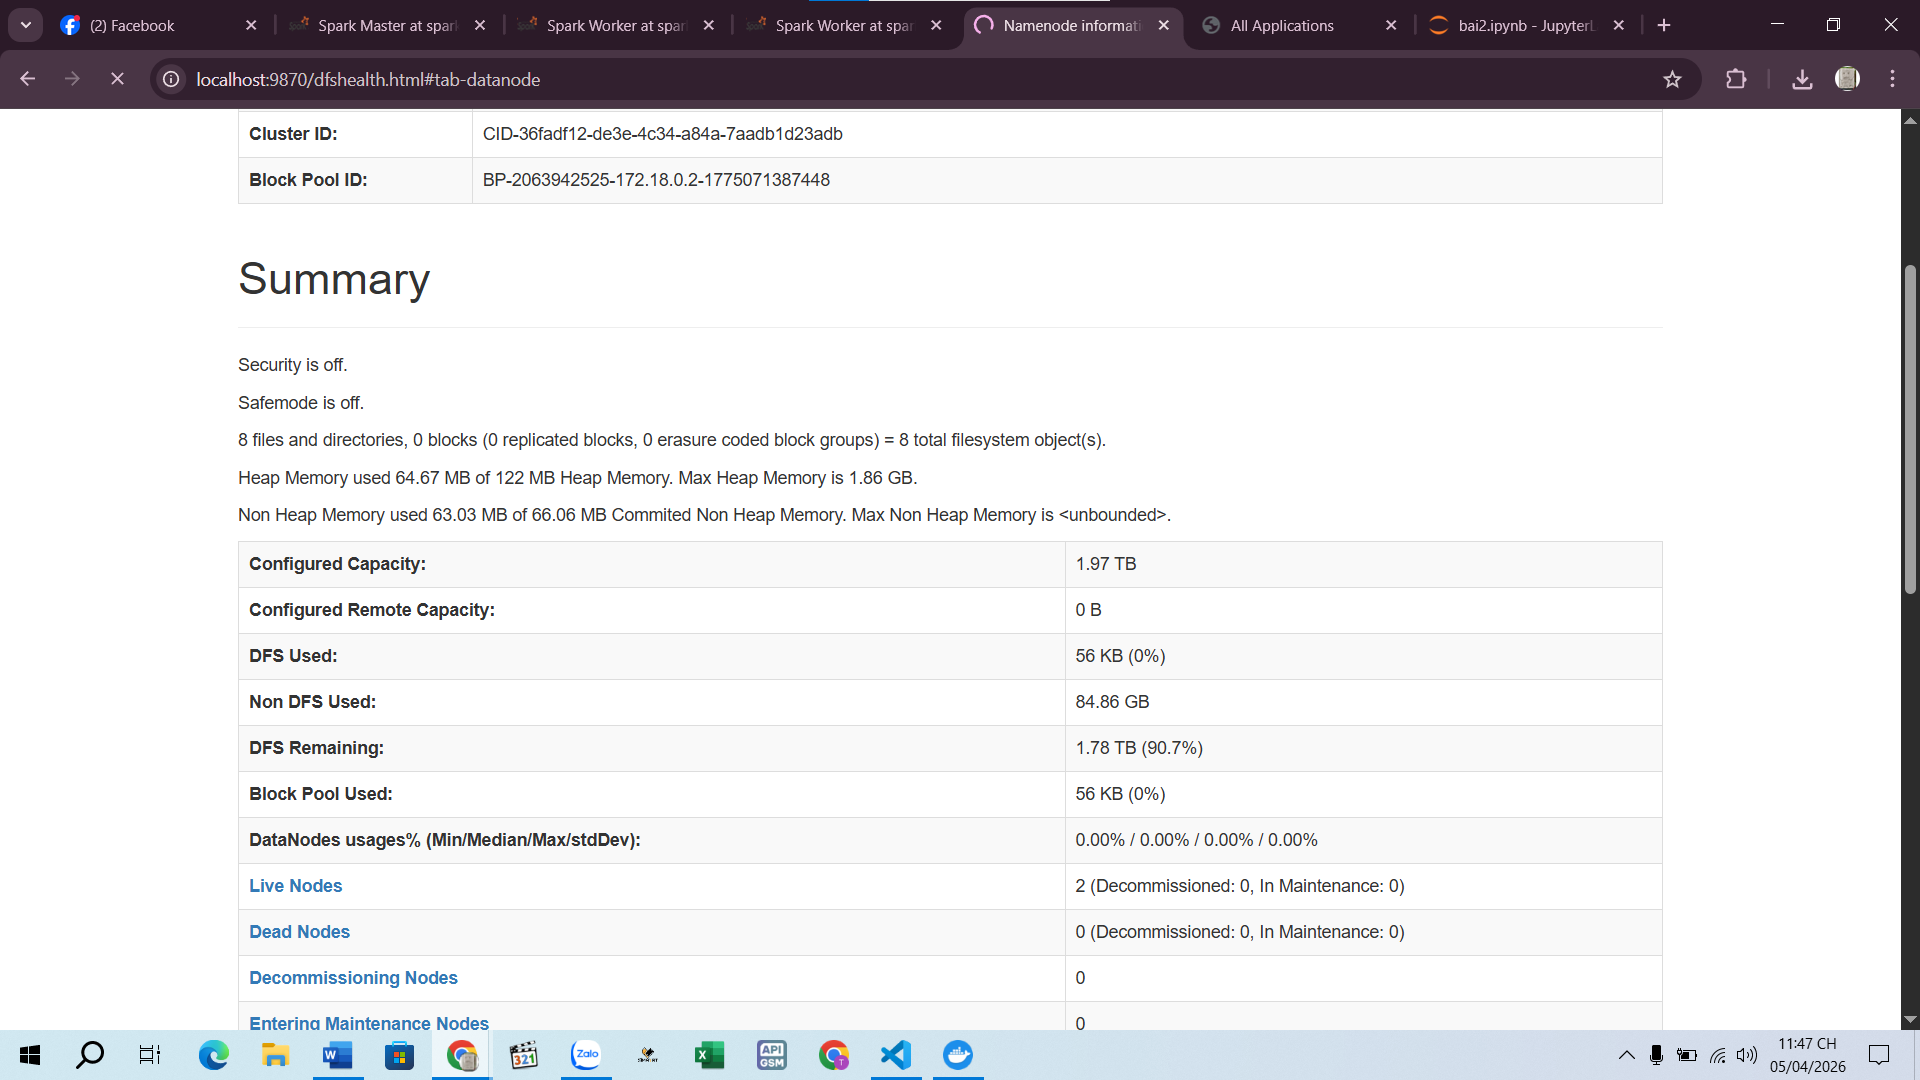 (2) Facebook
Spark Master at spark
Spark Worker at spar
Spark Worker at spar
Namenode informati
All Applications
bai2.ipynb - JupyterL
localhost:9870/dfshealth.html#tab-datanode
Cluster ID: CID-36fadf12-de3e-4c34-a84a-7aadb1d23adb
Block Pool ID: BP-2063942525-172.18.0.2-1775071387448
Summary
Security is off.
Safemode is off.
8 files and directories, 0 blocks (0 replicated blocks, 0 erasure coded block groups) = 8 total filesystem object(s).
Heap Memory used 64.67 MB of 122 MB Heap Memory. Max Heap Memory is 1.86 GB.
Non Heap Memory used 63.03 MB of 66.06 MB Commited Non Heap Memory. Max Non Heap Memory is <unbounded>.
Configured Capacity: 1.97 TB
Configured Remote Capacity: 0 B
DFS Used: 56 KB (0%)
Non DFS Used: 84.86 GB
DFS Remaining: 1.78 TB (90.7%)
Block Pool Used: 56 KB (0%)
DataNodes usages% (Min/Median/Max/stdDev): 0.00% / 0.00% / 0.00% / 0.00%
Live Nodes 2 (Decommissioned: 0, In Maintenance: 0)
Dead Nodes 0 (Decommissioned: 0, In Maintenance: 0)
Decommissioning Nodes 0
Entering Maintenance Nodes 0
W
321
Zalo
X
API
GSM
T
11:47 CH
05/04/2026